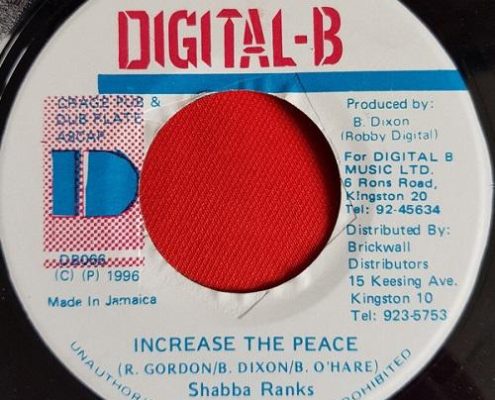 DIGITAL-B
CRAGE PUB &
DUB PLATE
ASCAP
D
DB066
(C) (P) 1996
Made In Jamaica
Produced by:
B. Dixon
(Robby Digital)
For DIGITAL B
MUSIC LTD.
6 Rons Road,
Kingston 20
Tel: 92-45634
Distributed By:
Brickwall
Distributors
15 Keesing Ave.
Kingston 10
Tel: 923-5753
INCREASE THE PEACE
(R. GORDON/B. DIXON/B. O'HARE)
Shabba Ranks